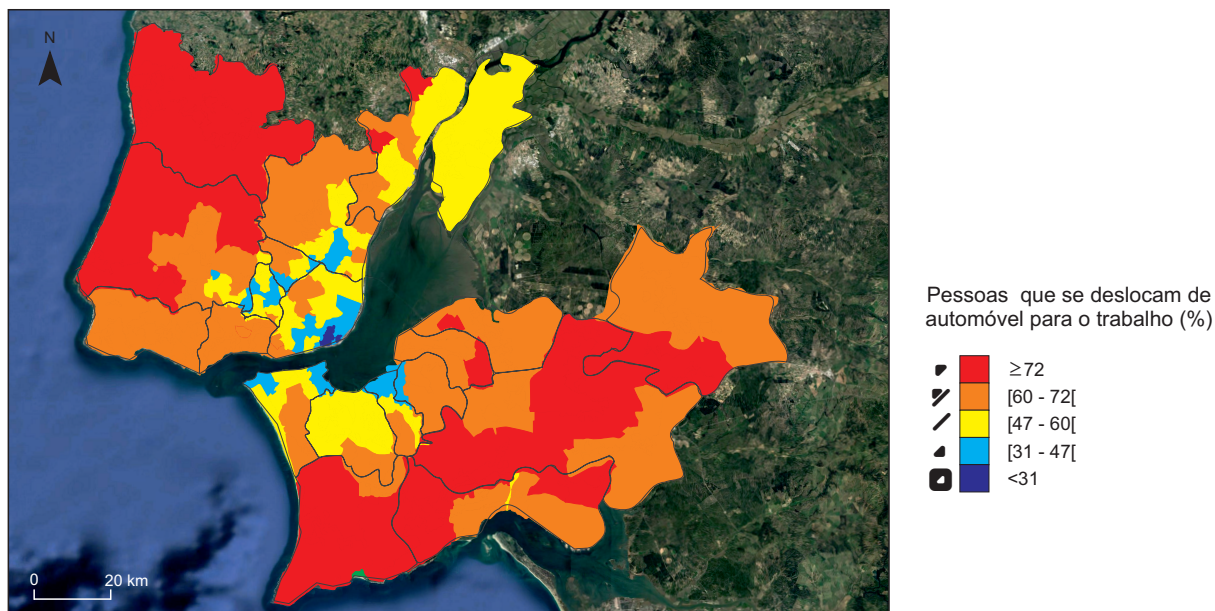 N
0 20 km
Pessoas que se deslocam de
automóvel para o trabalho (%)
≥72
[60 - 72[
[47 - 60[
[31 - 47[
<31